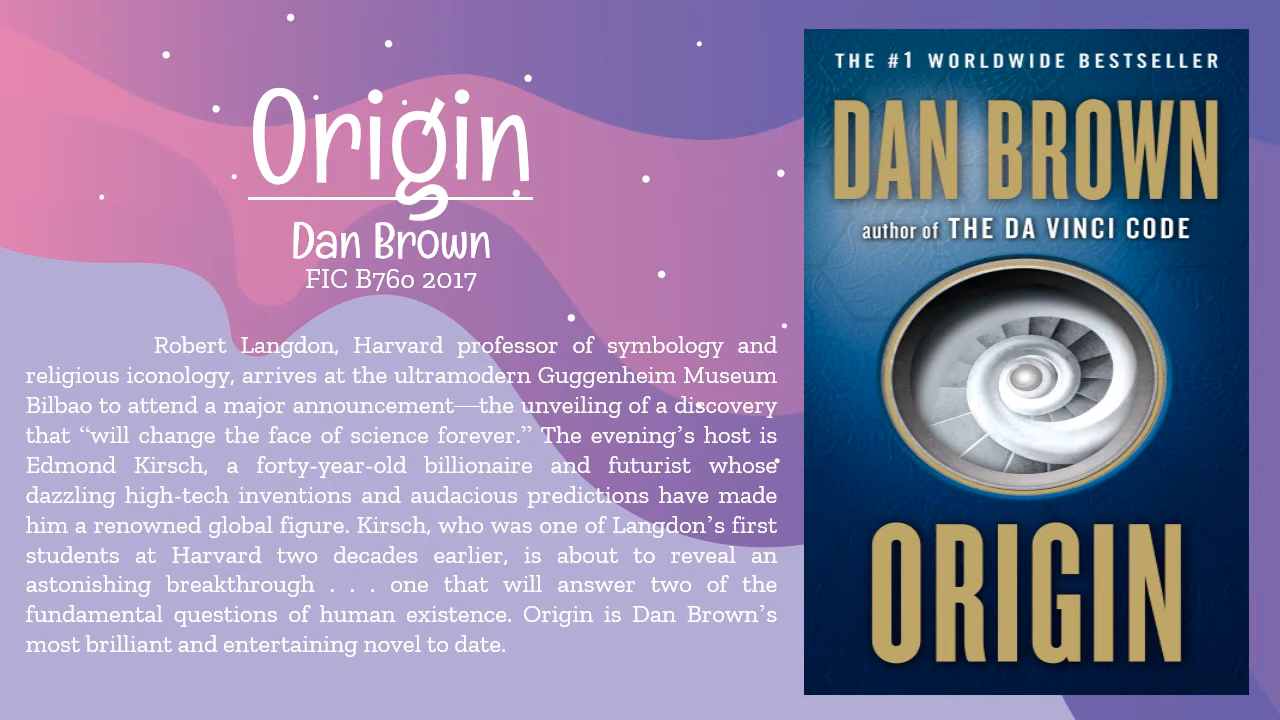 Origin
Dan Brown
FIC B76o 2017
Robert Langdon, Harvard professor of symbology and
religious iconology, arrives at the ultramodern Guggenheim Museum
Bilbao to attend a major announcement—the unveiling of a discovery
that “will change the face of science forever.” The evening’s host is
Edmond Kirsch, a forty-year-old billionaire and futurist whose
dazzling high-tech inventions and audacious predictions have made
him a renowned global figure. Kirsch, who was one of Langdon’s first
students at Harvard two decades earlier, is about to reveal an
astonishing breakthrough . . . one that will answer two of the
fundamental questions of human existence. Origin is Dan Brown’s
most brilliant and entertaining novel to date.
THE #1 WORLDWIDE BESTSELLER
DAN BROWN
author of THE DA VINCI CODE
ORIGIN